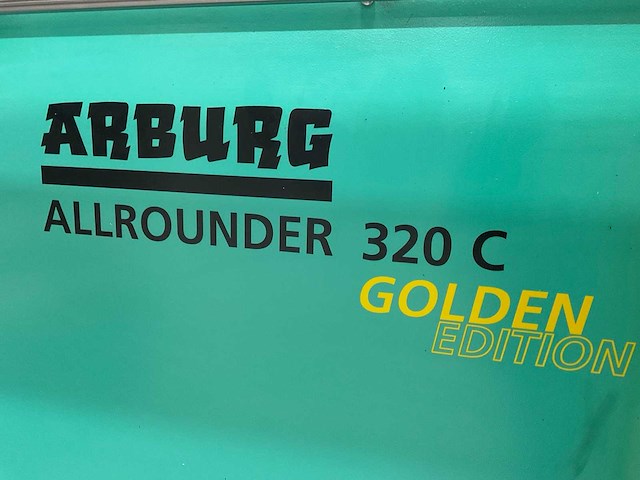 ARBURG
ALLROUNDER 320 C
GOLDEN
EDITION